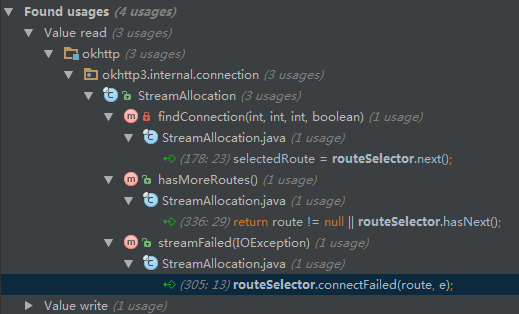 Found usages (4 usages)
Value read (3 usages)
okhttp (3 usages)
okhttp3.internal.connection (3 usages)
StreamAllocation (3 usages)
findConnection(int, int, int, boolean) (1 usage)
StreamAllocation.java (1 usage)
(178: 23) selectedRoute = routeSelector.next();
hasMoreRoutes() (1 usage)
StreamAllocation.java (1 usage)
(336: 29) return route != null || routeSelector.hasNext();
streamFailed(IOException) (1 usage)
StreamAllocation.java (1 usage)
(305: 13) routeSelector.connectFailed(route, e);
Value write (1 usage)